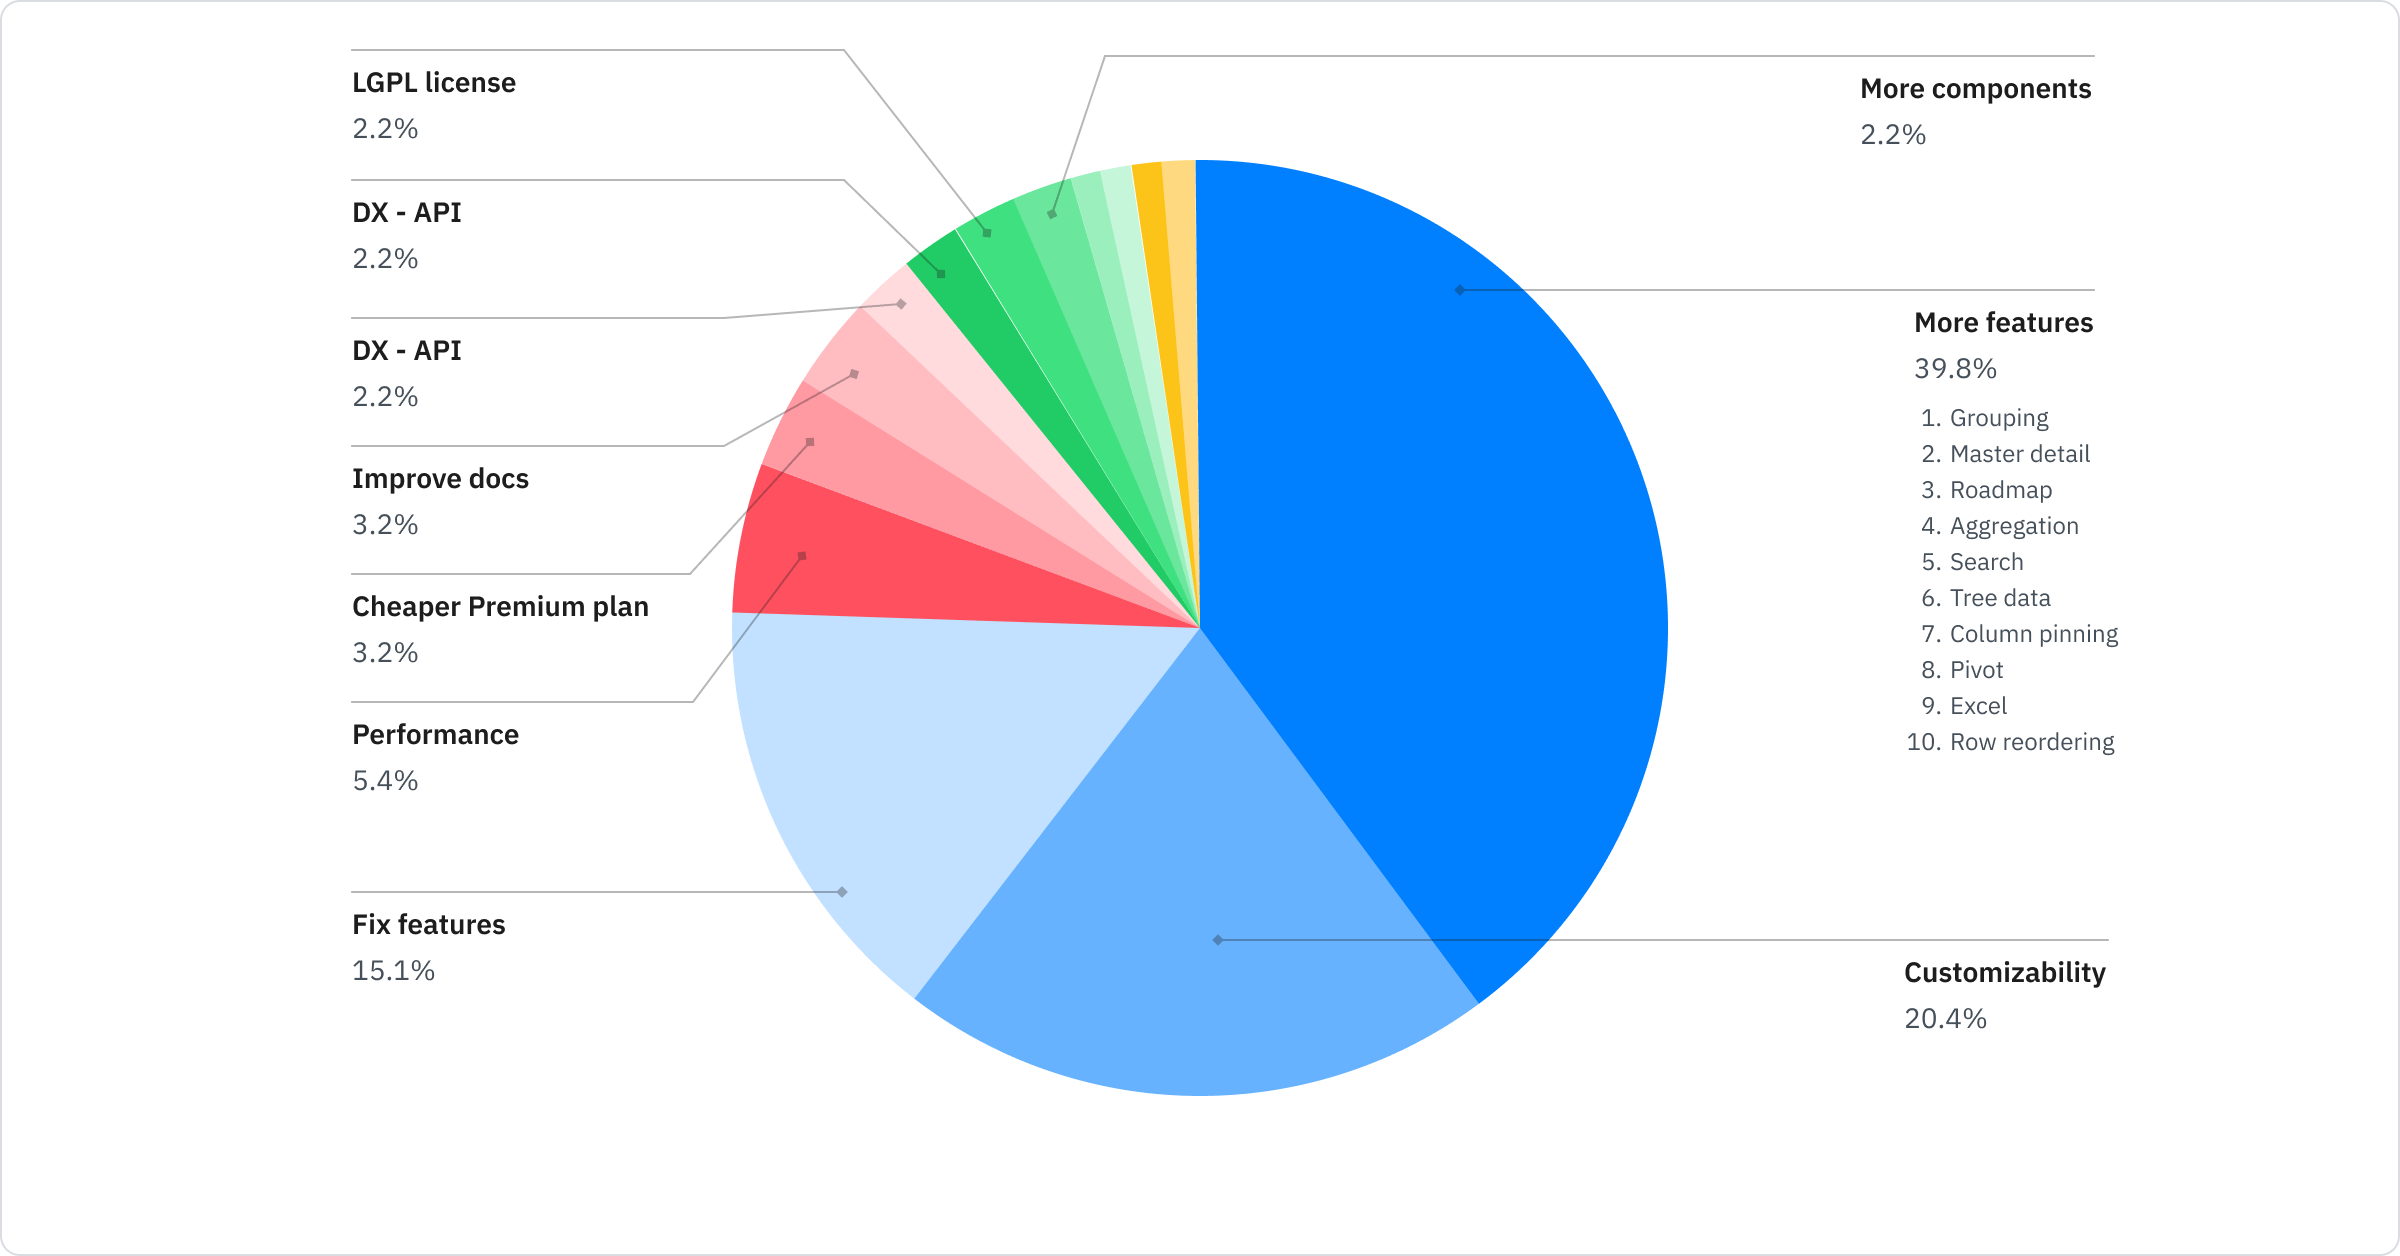 LGPL license
2.2%
DX - API
2.2%
DX - API
2.2%
Improve docs
3.2%
Cheaper Premium plan
3.2%
Performance
5.4%
Fix features
15.1%
More components
2.2%
More features
39.8%
1. Grouping
2. Master detail
3. Roadmap
4. Aggregation
5. Search
6. Tree data
7. Column pinning
8. Pivot
9. Excel
10. Row reordering
Customizability
20.4%